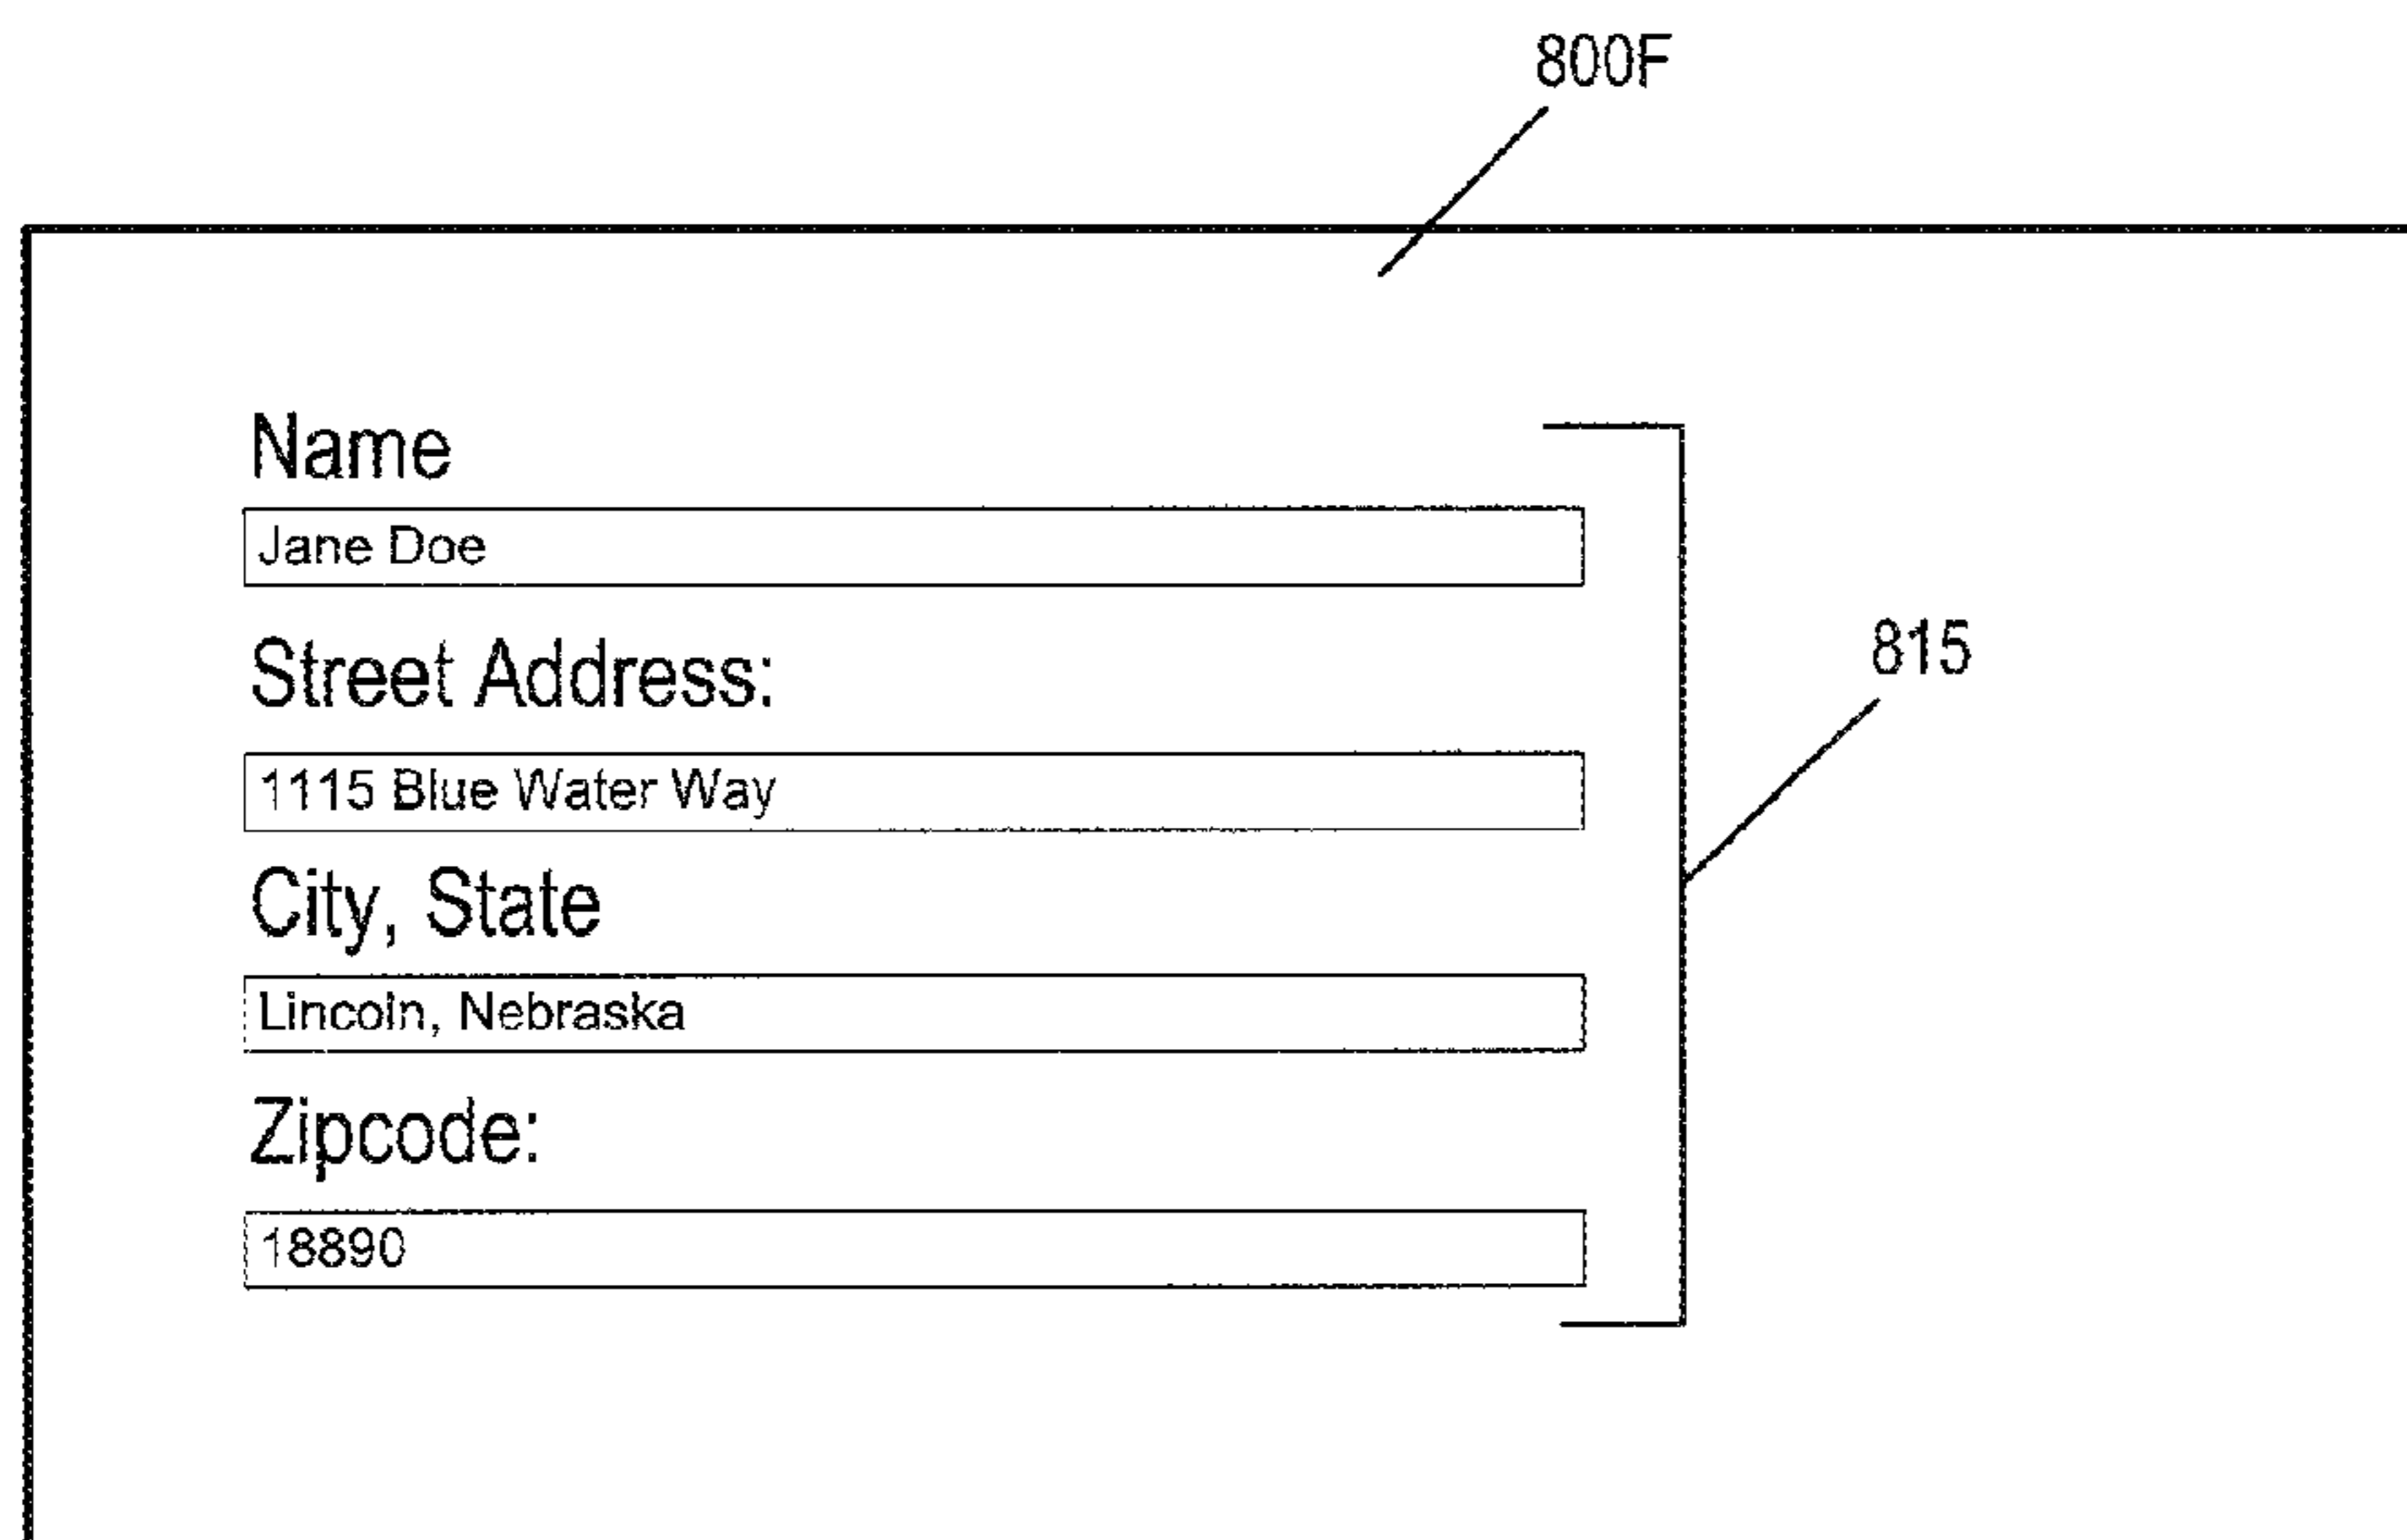 800F
Name
Jane Doe
Street Address:
815
1115 Blue Water Way
City, State
Lincoln, Nebraska
Zipcode:
18890